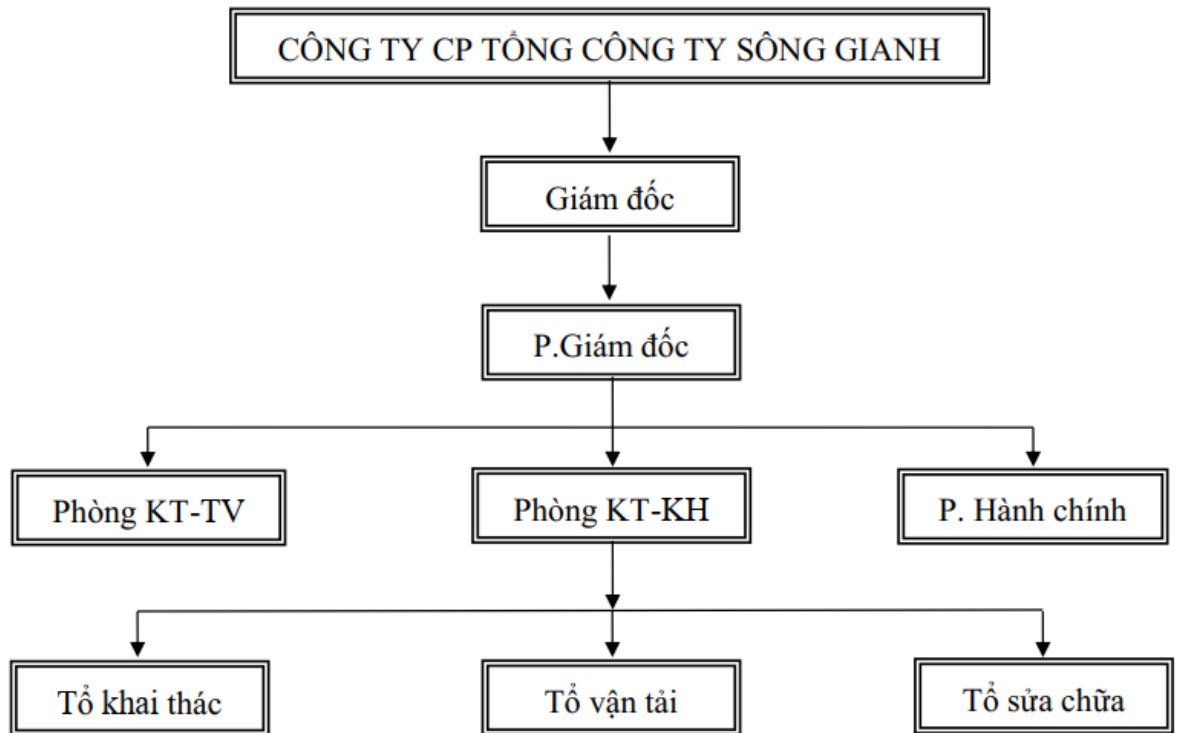 CÔNG TY CP TỔNG CÔNG TY SÔNG GIANH
Giám đốc
P.Giám đốc
Phòng KT-TV
Phòng KT-KH
P. Hành chính
Tổ khai thác
Tổ vận tải
Tổ sửa chữa